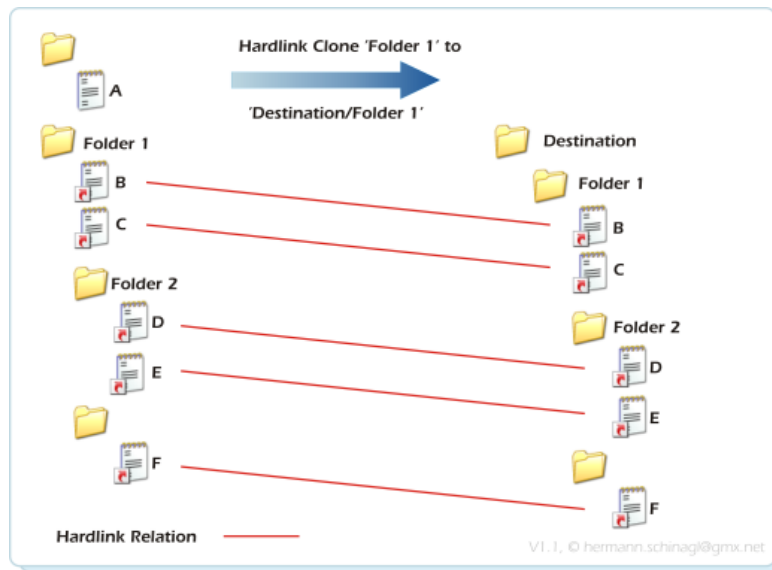 Hardlink Clone 'Folder 1' to
'Destination/Folder 1'
A
Folder 1
B
C
Folder 2
D
E
F
Destination
Folder 1
B
C
Folder 2
D
E
F
Hardlink Relation
V1.1, © hermann.schinagl@gmx.net